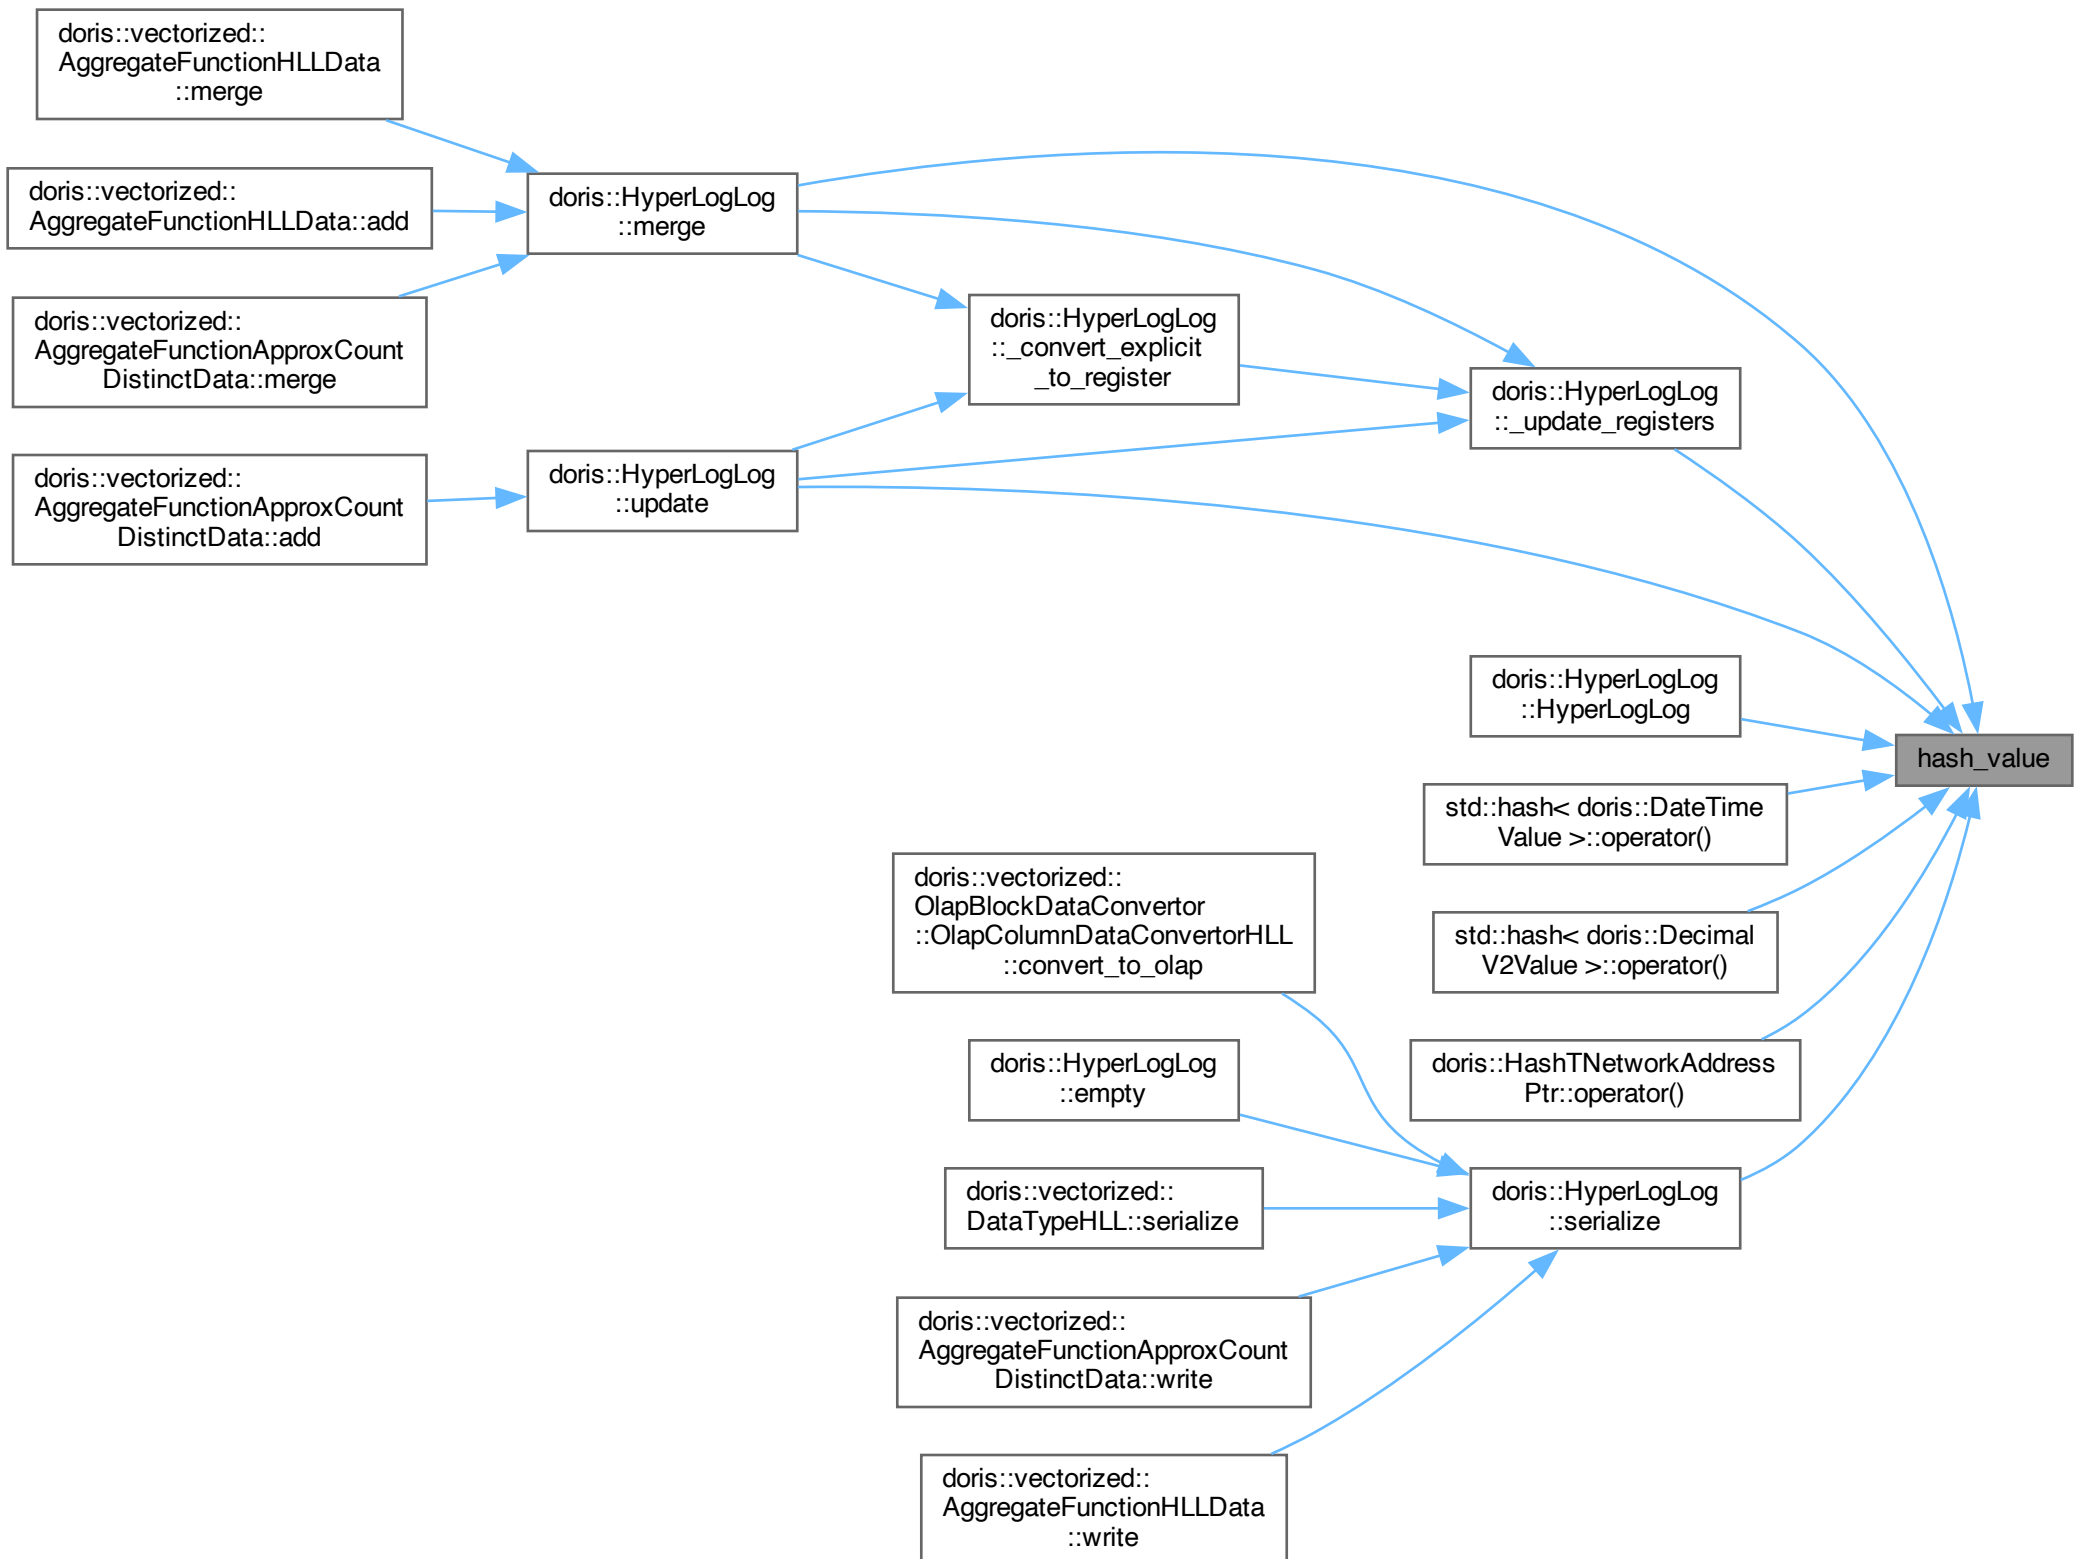 doris::vectorized::
AggregateFunctionHLLData
::merge
doris::vectorized::
AggregateFunctionHLLData::add
doris::vectorized::
AggregateFunctionApproxCount
DistinctData::merge
doris::vectorized::
AggregateFunctionApproxCount
DistinctData::add
doris::HyperLogLog
::merge
doris::HyperLogLog
::update
doris::HyperLogLog
::_convert_explicit
_to_register
doris::HyperLogLog
::_update_registers
doris::HyperLogLog
::HyperLogLog
hash_value
std::hash< doris::DateTime
Value >::operator()
std::hash< doris::Decimal
V2Value >::operator()
doris::HashTNetworkAddress
Ptr::operator()
doris::HyperLogLog
::serialize
doris::vectorized::
OlapBlockDataConvertor
::OlapColumnDataConvertorHLL
::convert_to_olap
doris::HyperLogLog
::empty
doris::vectorized::
DataTypeHLL::serialize
doris::vectorized::
AggregateFunctionApproxCount
DistinctData::write
doris::vectorized::
AggregateFunctionHLLData
::write